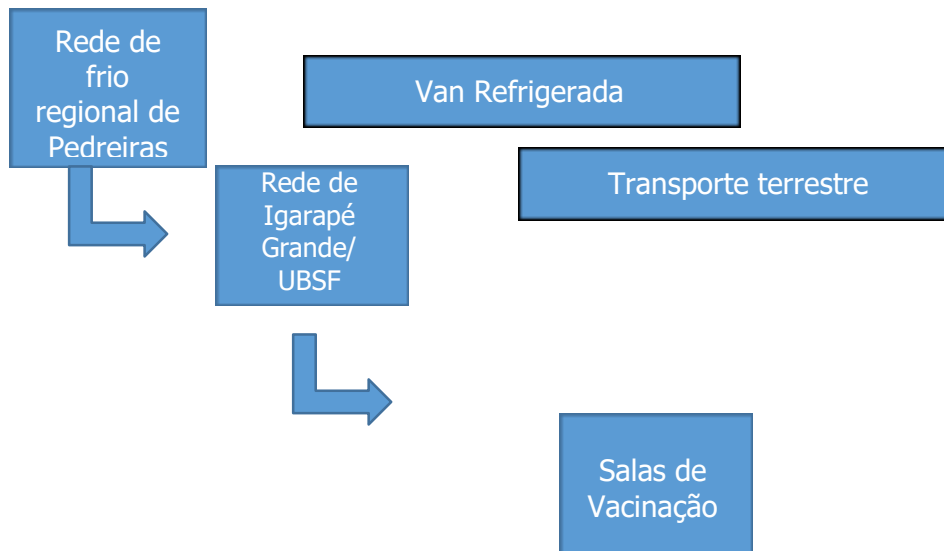 Rede de
frio
regional de
Pedreiras
Van Refrigerada
Transporte terrestre
Rede de
Igarapé
Grande/
UBSF
Salas de
Vacinação